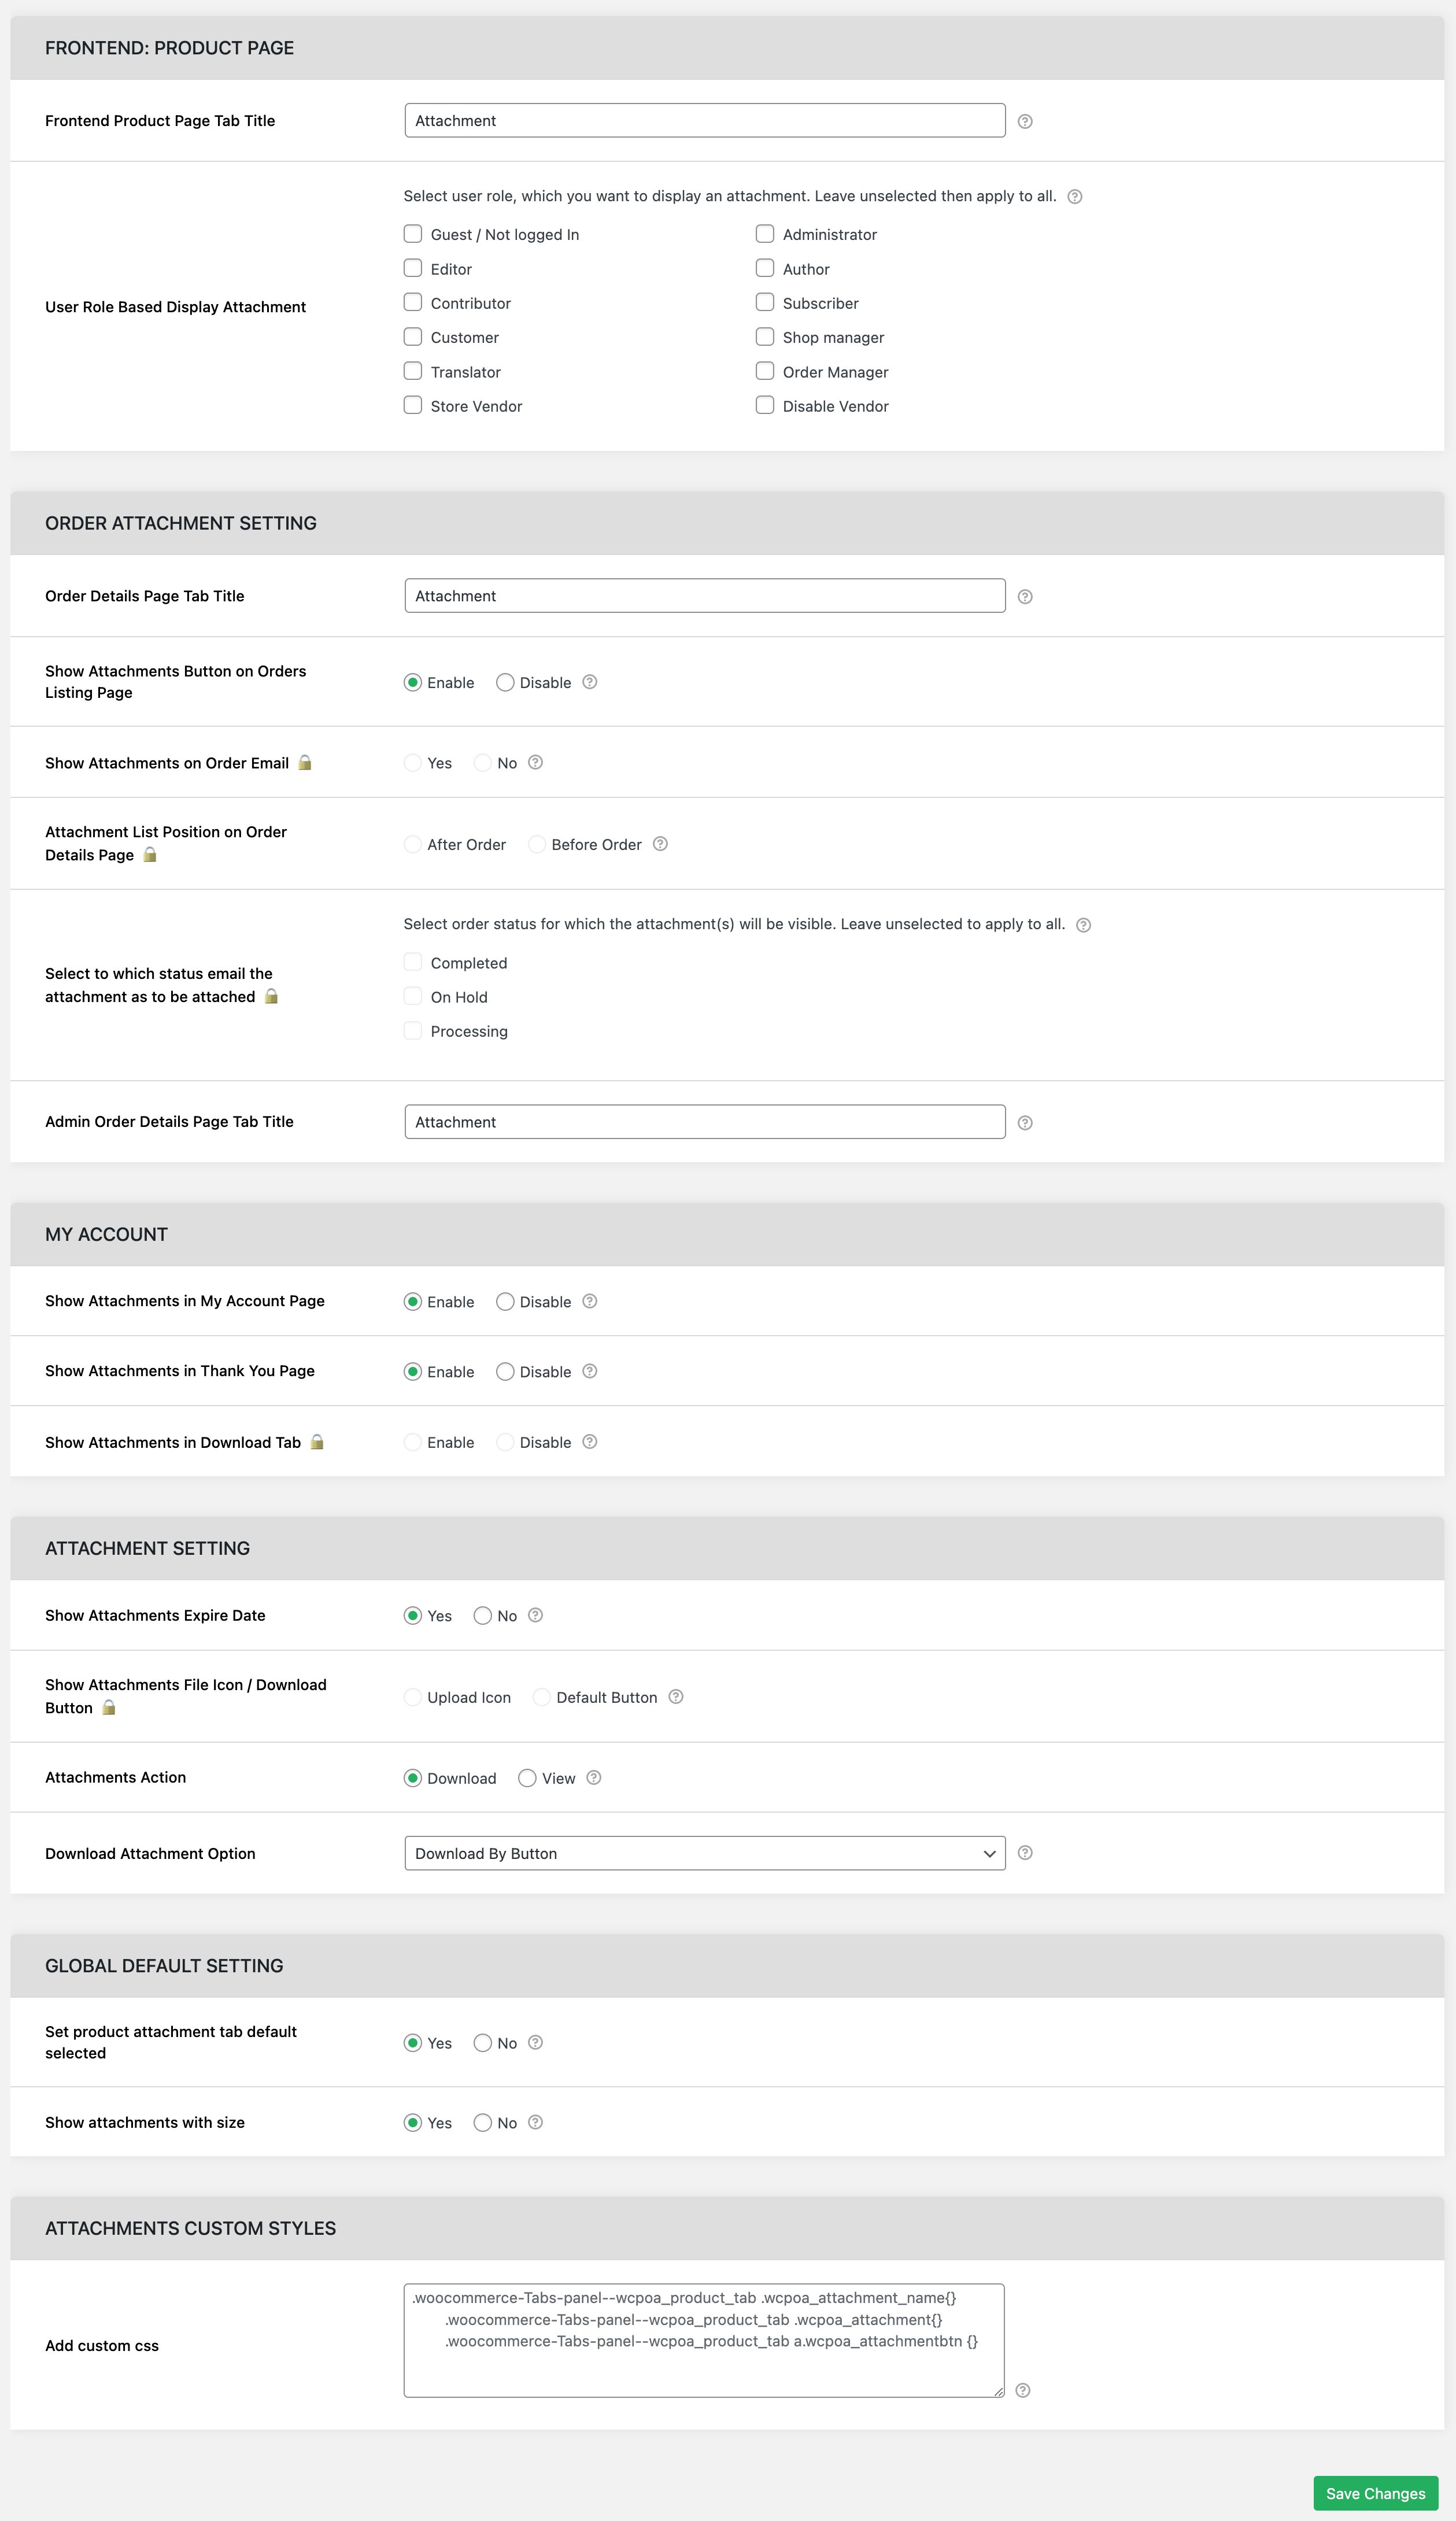 FRONTEND: PRODUCT PAGE
Frontend Product Page Tab Title
Attachment
Select user role, which you want to display an attachment. Leave unselected then apply to all.
User Role Based Display Attachment
Guest / Not logged In
Administrator
Editor
Author
Contributor
Subscriber
Customer
Shop manager
Translator
Order Manager
Store Vendor
Disable Vendor
ORDER ATTACHMENT SETTING
Order Details Page Tab Title
Attachment
Show Attachments Button on Orders
Listing Page
Enable Disable
Show Attachments on Order Email
Yes No
Attachment List Position on Order
Details Page
After Order Before Order
Select to which status email the
attachment as to be attached
Select order status for which the attachment(s) will be visible. Leave unselected to apply to all.
Completed
On Hold
Processing
Admin Order Details Page Tab Title
Attachment
MY ACCOUNT
Show Attachments in My Account Page
Enable Disable
Show Attachments in Thank You Page
Enable Disable
Show Attachments in Download Tab
Enable Disable
ATTACHMENT SETTING
Show Attachments Expire Date
Yes No
Show Attachments File Icon / Download
Button
Upload Icon Default Button
Attachments Action
Download View
Download Attachment Option
Download By Button
GLOBAL DEFAULT SETTING
Set product attachment tab default
selected
Yes No
Show attachments with size
Yes No
ATTACHMENTS CUSTOM STYLES
Add custom css
.woocommerce-Tabs-panel--wcpoa_product_tab .wcpoa_attachment_name{}
.woocommerce-Tabs-panel--wcpoa_product_tab .wcpoa_attachment{}
.woocommerce-Tabs-panel--wcpoa_product_tab a.wcpoa_attachmentbtn {}
Save Changes